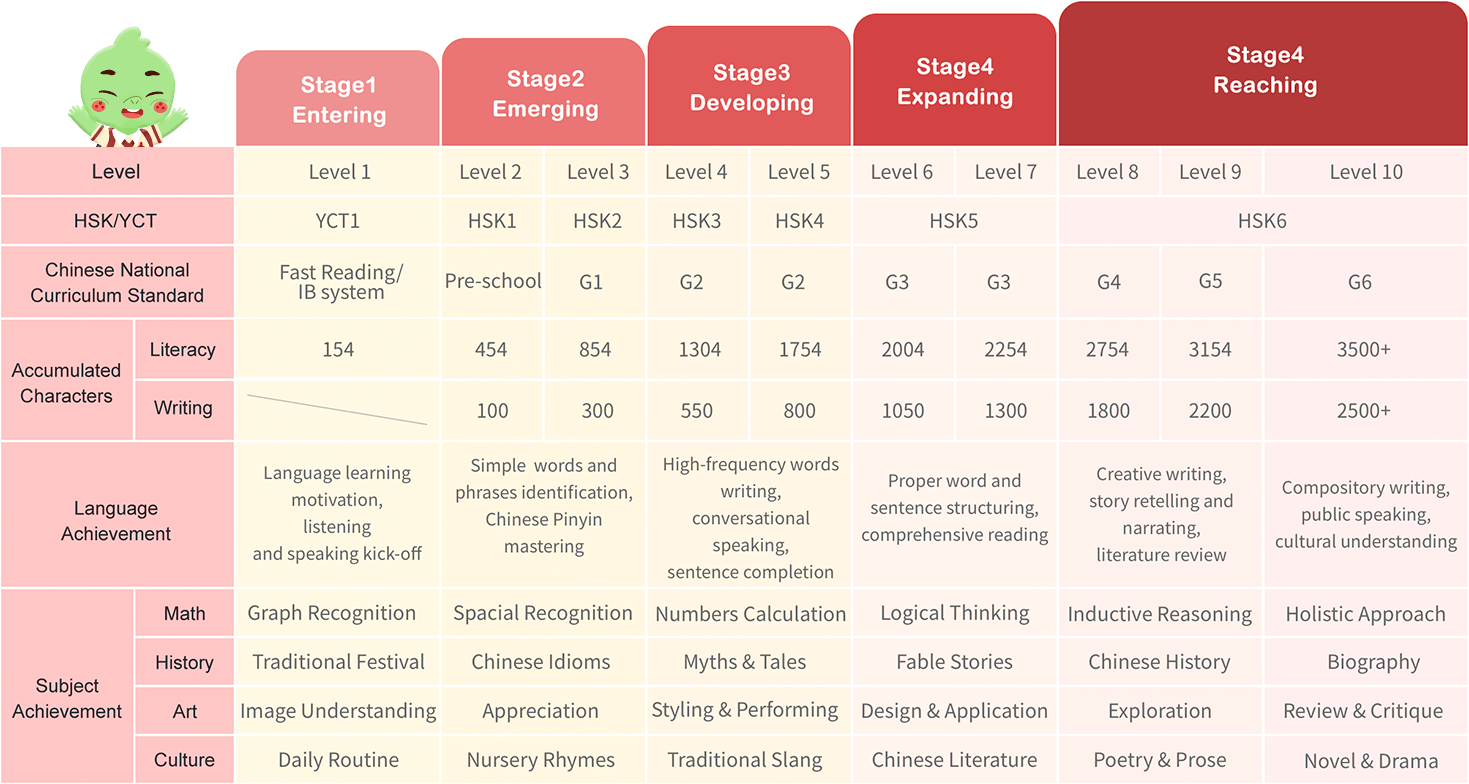 Stage1
Entering
Stage2
Emerging
Stage3
Developing
Stage4
Expanding
Stage4
Reaching
Level Level 1 Level 2 Level 3 Level 4 Level 5 Level 6 Level 7 Level 8 Level 9 Level 10
HSK/YCT YCT1 HSK1 HSK2 HSK3 HSK4 HSK5 HSK6
Chinese National
Curriculum Standard
Fast Reading/
IB system
Pre-school G1 G2 G2 G3 G3 G4 G5 G6
Accumulated
Characters
Literacy 154 454 854 1304 1754 2004 2254 2754 3154 3500+
Writing 100 300 550 800 1050 1300 1800 2200 2500+
Language
Achievement
Language learning
motivation,
listening
and speaking kick-off
Simple words and
phrases identification,
Chinese Pinyin
mastering
High-frequency words
writing,
conversational
speaking,
sentence completion
Proper word and
sentence structuring,
comprehensive reading
Creative writing,
story retelling and
narrating,
literature review
Compository writing,
public speaking,
cultural understanding
Subject
Achievement
Math Graph Recognition Spacial Recognition Numbers Calculation Logical Thinking Inductive Reasoning Holistic Approach
History Traditional Festival Chinese Idioms Myths & Tales Fable Stories Chinese History Biography
Art Image Understanding Appreciation Styling & Performing Design & Application Exploration Review & Critique
Culture Daily Routine Nursery Rhymes Traditional Slang Chinese Literature Poetry & Prose Novel & Drama